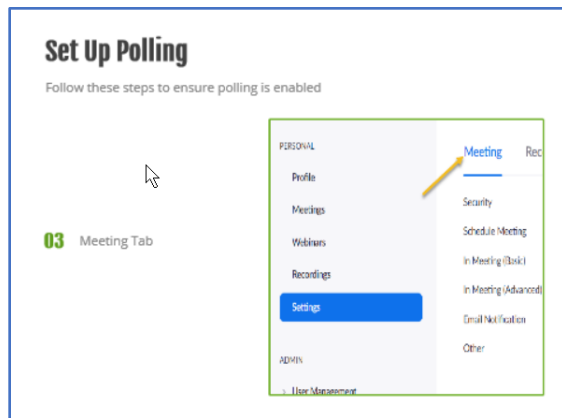 Set Up Polling
Follow these steps to ensure polling is enabled
03 Meeting Tab
PERSONAL
Profile
Meetings
Webinars
Recordings
Settings
ADMIN
> User Management
Meeting Rec
Security
Schedule Meeting
In Meeting (Basic)
In Meeting (Advanced)
Email Notification
Other